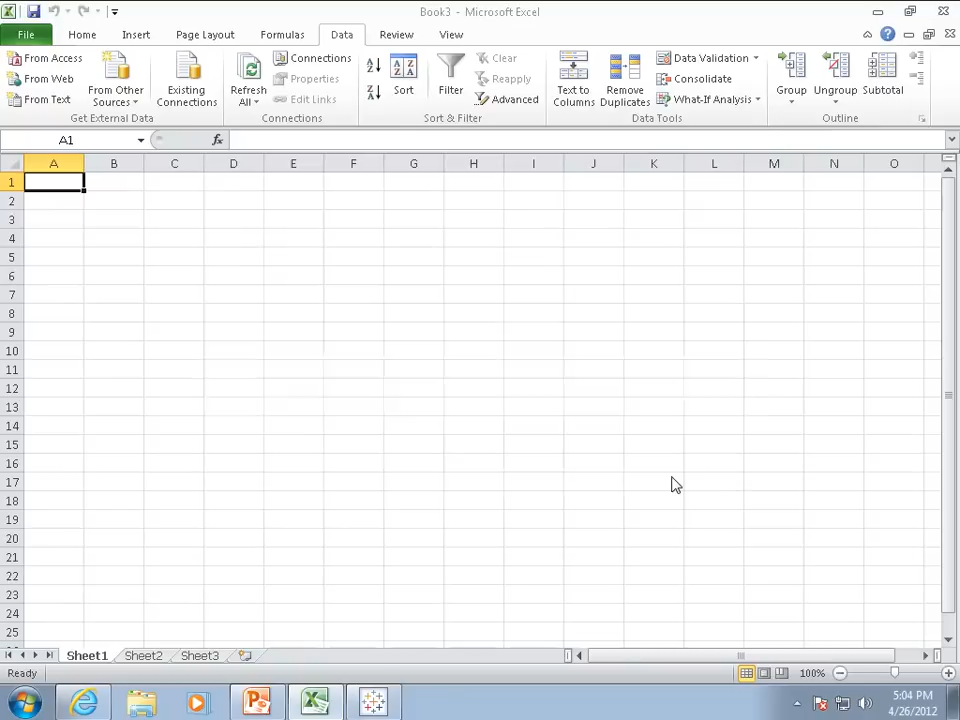 Book3 - Microsoft Excel
File Home Insert Page Layout Formulas Data Review View
From Access
From Web
From Text
From Other Sources
Existing Connections
Get External Data
Refresh All
Connections
Properties
Edit Links
Connections
Sort
Filter
Clear
Reapply
Advanced
Sort & Filter
Text to Columns
Remove Duplicates
Data Validation
Consolidate
What-If Analysis
Data Tools
Group
Ungroup
Subtotal
Outline
A1 fx
A B C D E F G H I J K L M N O
1
2
3
4
5
6
7
8
9
10
11
12
13
14
15
16
17
18
19
20
21
22
23
24
25
Sheet1 Sheet2 Sheet3
Ready 100%
5:04 PM
4/26/2012